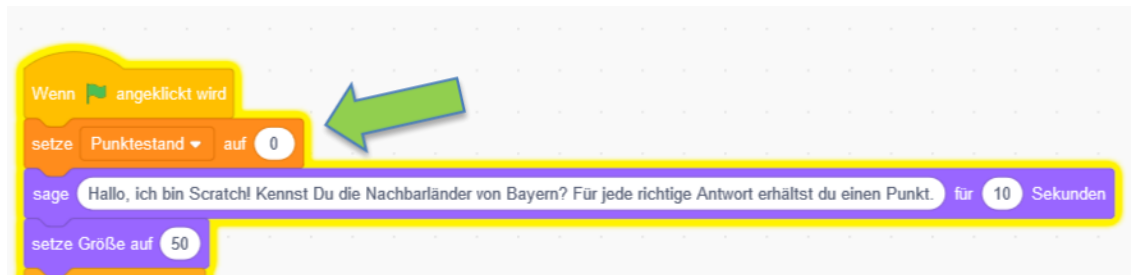 Wenn angeklickt wird
setze Punktestand auf 0
sage Hallo, ich bin Scratch! Kennst Du die Nachbarländer von Bayern? Für jede richtige Antwort erhältst du einen Punkt. für 10 Sekunden
setze Größe auf 50